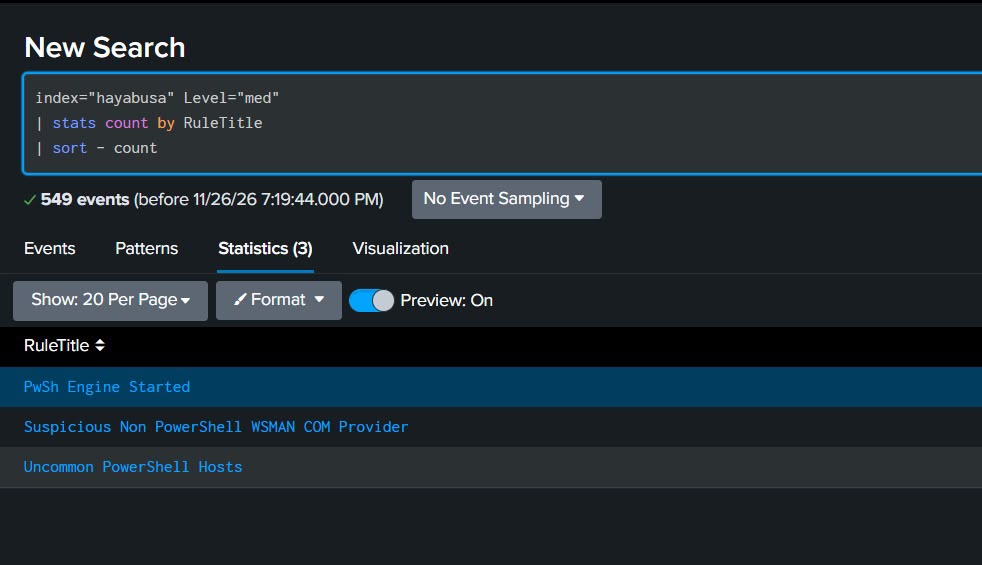 New Search
index="hayabusa" Level="med"
| stats count by RuleTitle
| sort - count
549 events (before 11/26/26 7:19:44.000 PM)
No Event Sampling
Events
Patterns
Statistics (3)
Visualization
Show: 20 Per Page
Format
Preview: On
RuleTitle
PwSh Engine Started
Suspicious Non PowerShell WSMAN COM Provider
Uncommon PowerShell Hosts